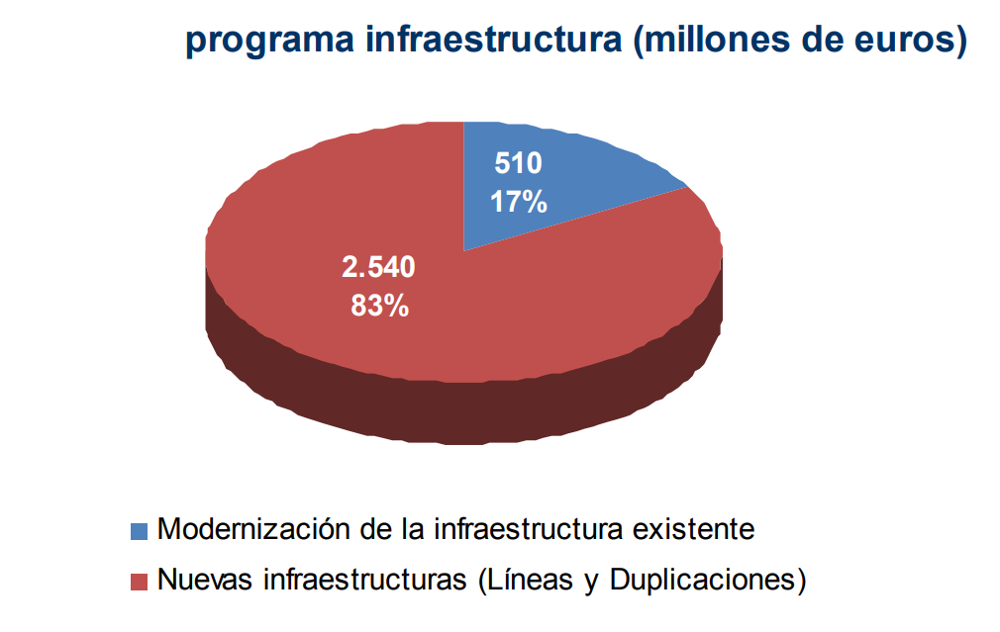 programa infraestructura (millones de euros)
510
17%
2.540
83%
Modernización de la infraestructura existente
Nuevas infraestructuras (Líneas y Duplicaciones)